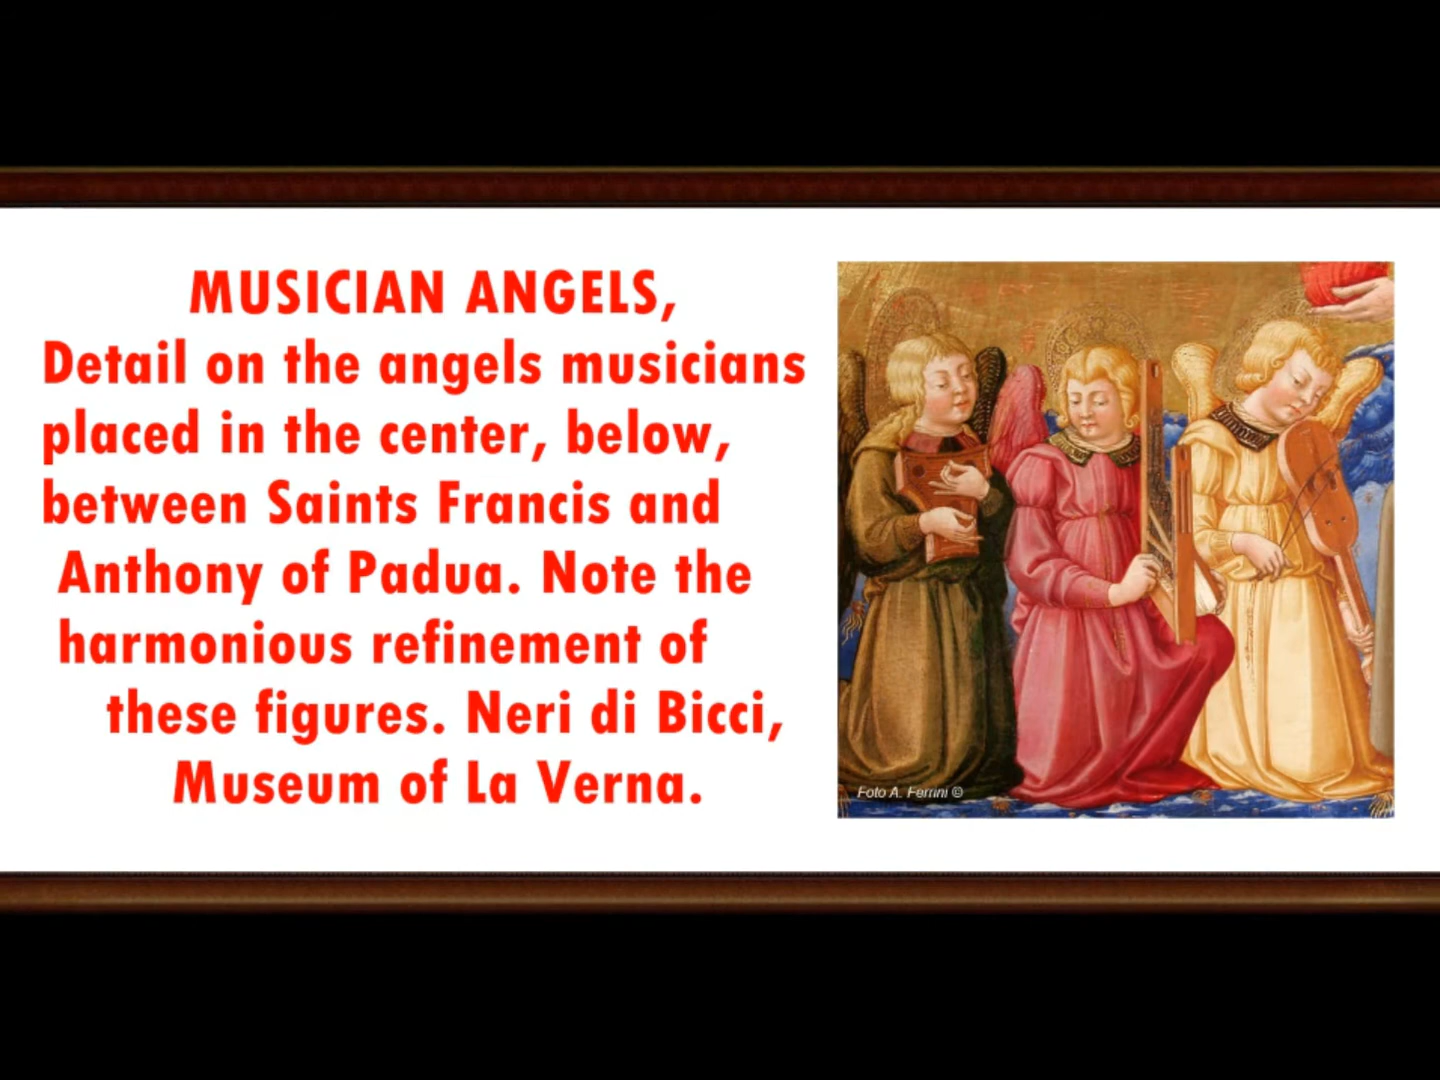 MUSICIAN ANGELS,
Detail on the angels musicians
placed in the center, below,
between Saints Francis and
Anthony of Padua. Note the
harmonious refinement of
these figures. Neri di Bicci,
Museum of La Verna.
Foto A. Ferrini ©